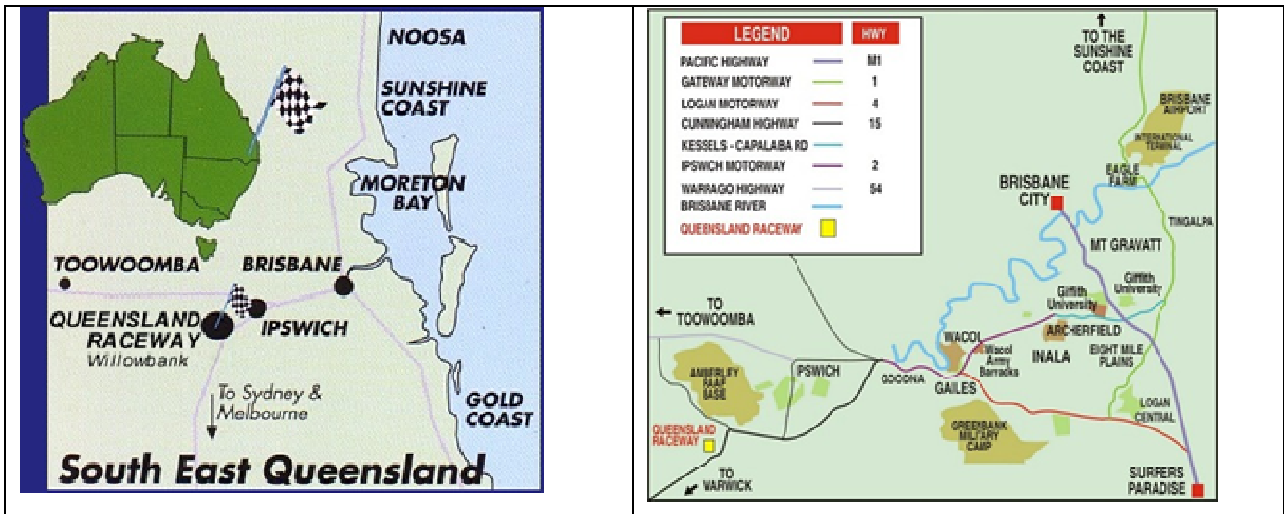 NOOSA
SUNSHINE
COAST
MORETON
BAY
TOOWOOMBA
BRISBANE
QUEENSLAND
RACEWAY
Willowbank
IPSWICH
To Sydney &
Melbourne
GOLD
COAST
South East Queensland
LEGEND
HWY
PACIFIC HIGHWAY
M1
GATEWAY MOTORWAY
1
LOGAN MOTORWAY
4
CUNNINGHAM HIGHWAY
15
KESSELS - CAPALABA RD
IPSWICH MOTORWAY
2
WARRAGO HIGHWAY
54
BRISBANE RIVER
QUEENSLAND RACEWAY
TO THE
SUNSHINE
COAST
BRISBANE
AIRPORT
INTERNATIONAL
TERMINAL
EAGLE
FARM
BRISBANE
CITY
TINGALPA
MT GRAVATT
Griffith
University
Griffith
University
TO
TOOWOOMBA
WACOL
ARCHERFIELD
Wacol
Army
Barracks
INALA
EIGHT MILE
PLAINS
AMBERLEY
RAAF
BASE
IPSWICH
GOODNA
GAILES
LOGAN
CENTRAL
GREENBANK
MILITARY
CAMP
QUEENSLAND
RACEWAY
TO
WARWICK
SURFERS
PARADISE